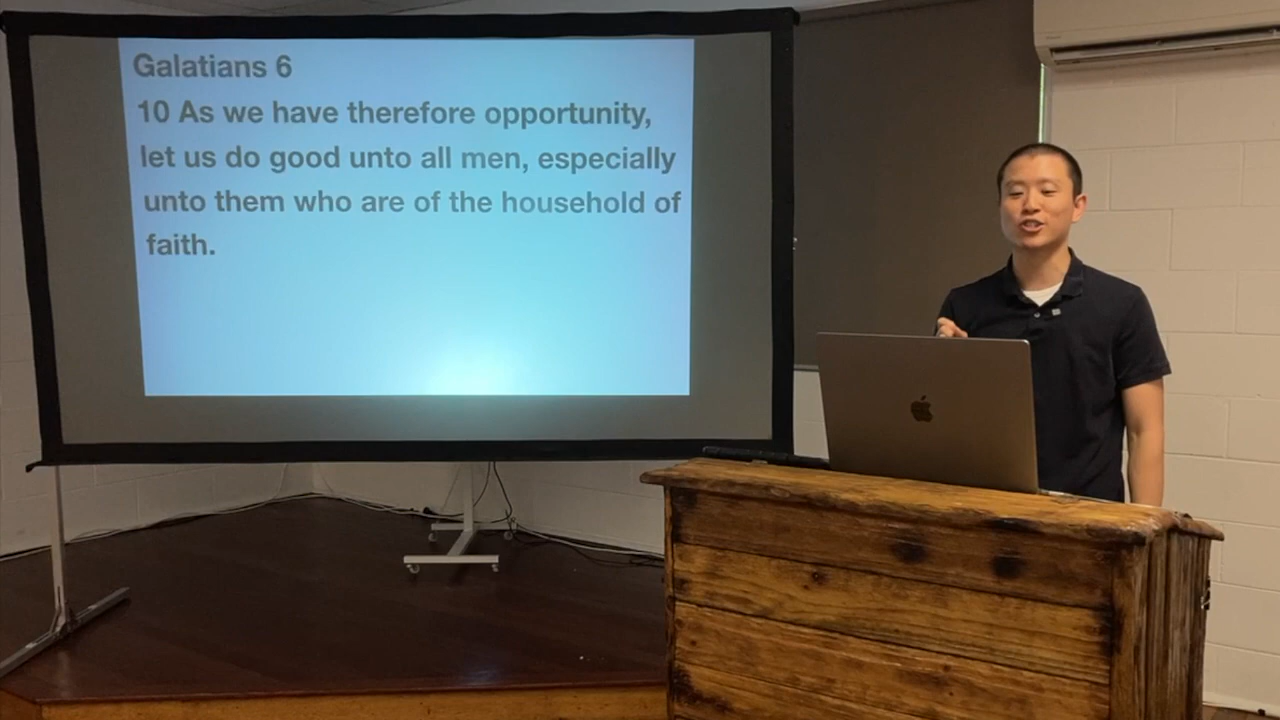 Galatians 6
10 As we have therefore opportunity,
let us do good unto all men, especially
unto them who are of the household of
faith.